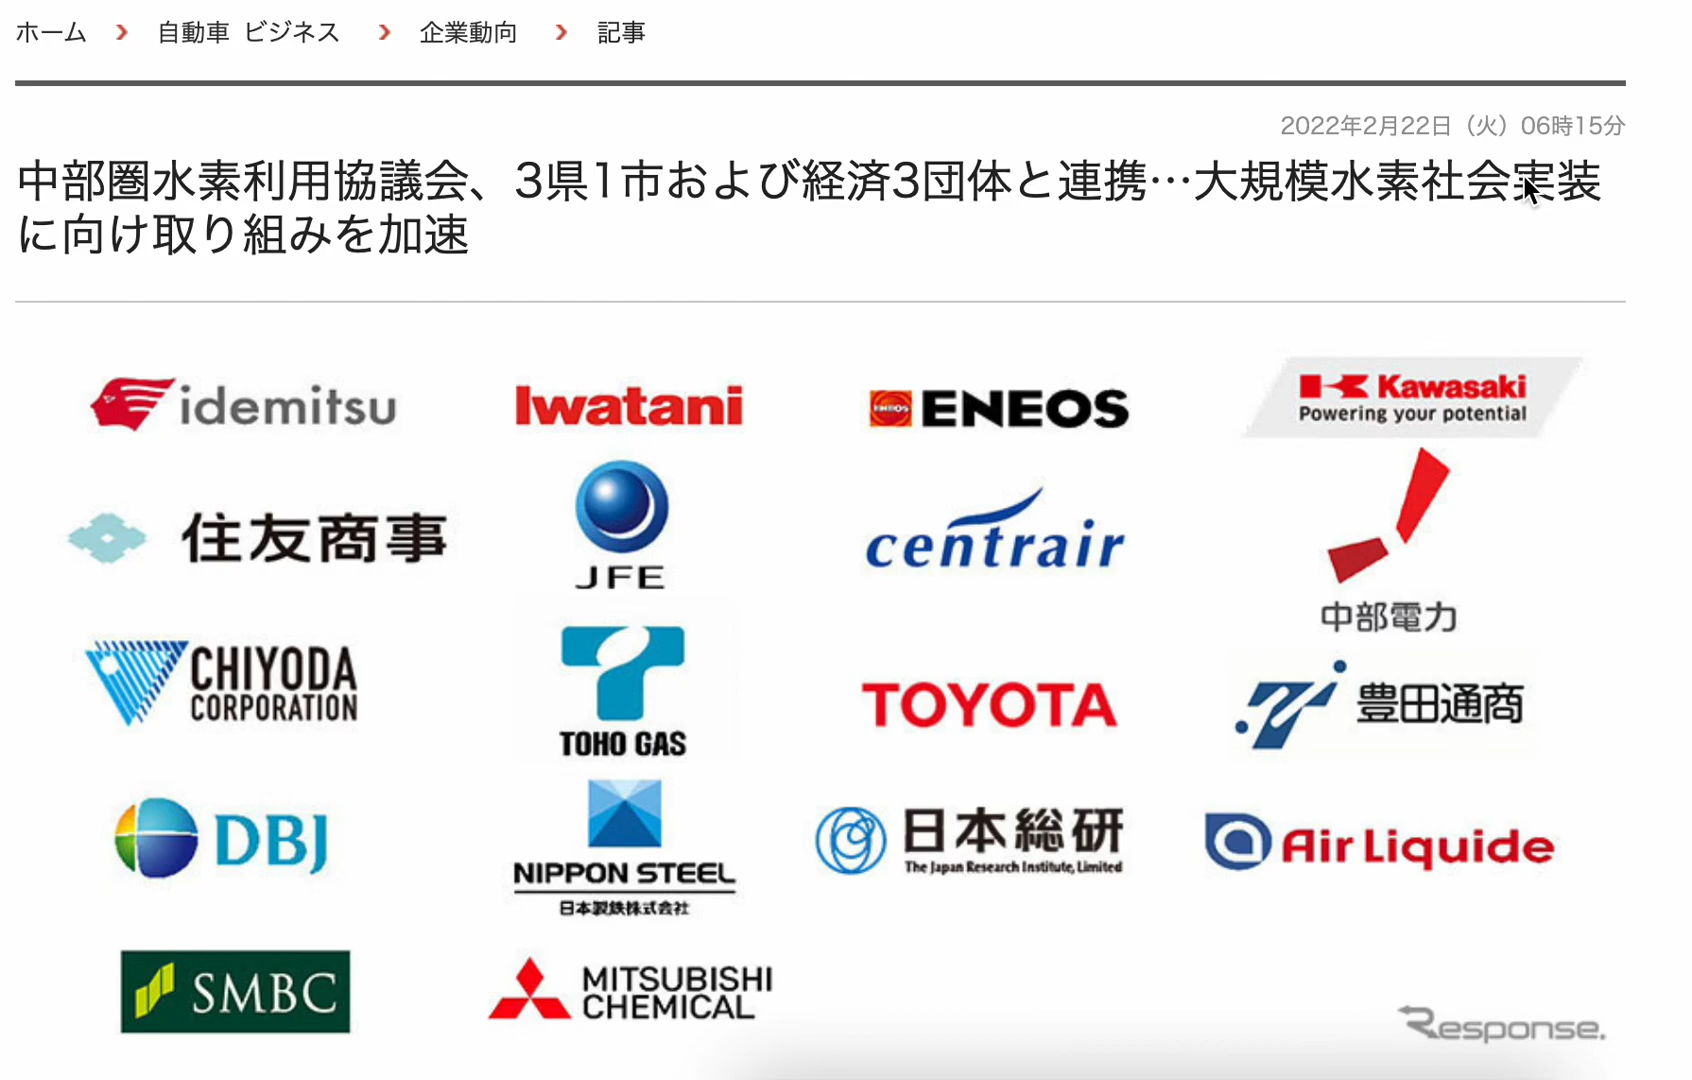 ホーム › 自動車 ビジネス › 企業動向 › 記事
2022年2月22日（火）06時15分
中部圏水素利用協議会、3県1市および経済3団体と連携…大規模水素社会実装
に向け取り組みを加速
idemitsu
Iwatani
ENEOS ENEOS
Kawasaki
Powering your potential
住友商事
JFE
centrair
中部電力
CHIYODA
CORPORATION
TOHO GAS
TOYOTA
豊田通商
DBJ
NIPPON STEEL
日本製鉄株式会社
日本総研
The Japan Research Institute, Limited
Air Liquide
SMBC
MITSUBISHI
CHEMICAL
Response.